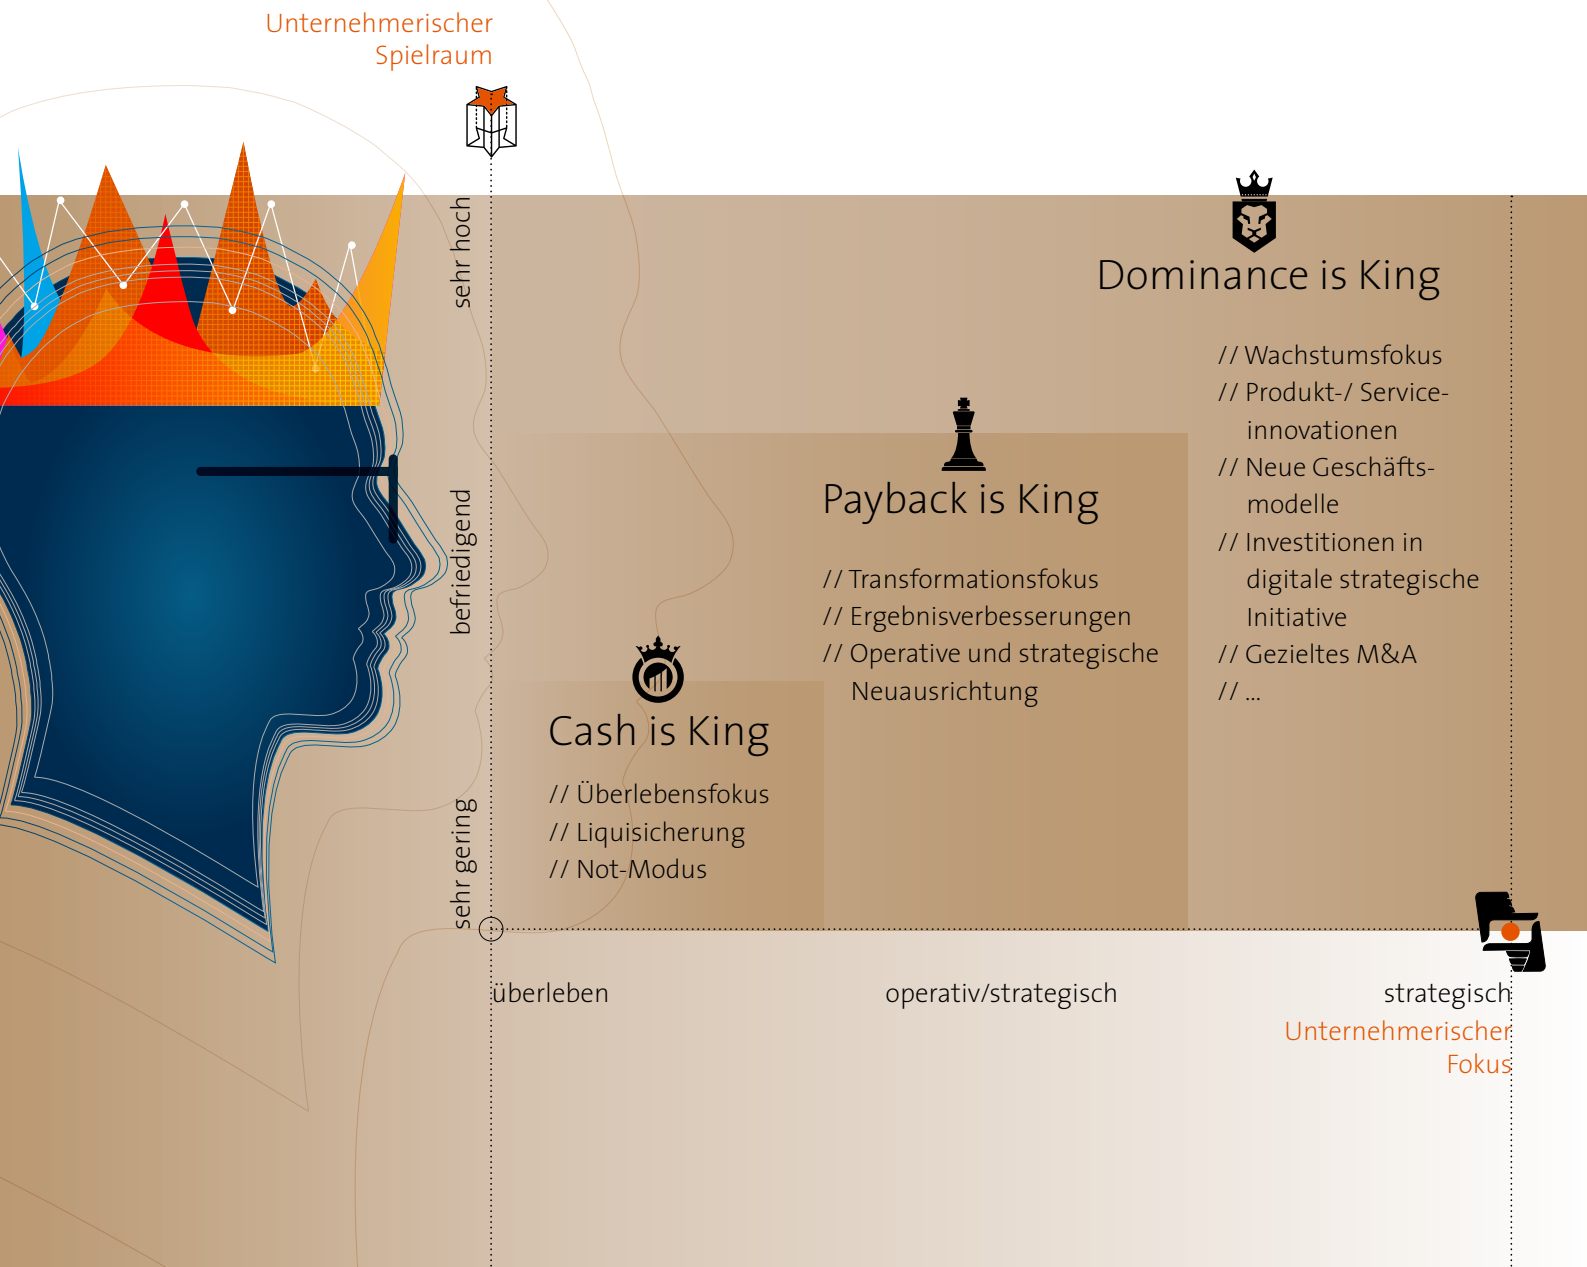 Unternehmerischer
Spielraum
sehr hoch
befriedigend
sehr gering
Dominance is King
// Wachstumsfokus
// Produkt-/ Service-
innovationen
// Neue Geschäfts-
modelle
// Investitionen in
digitale strategische
Initiative
// Gezieltes M&A
// ...
Payback is King
// Transformationsfokus
// Ergebnisverbesserungen
// Operative und strategische
Neuausrichtung
Cash is King
// Überlebensfokus
// Liquisicherung
// Not-Modus
überleben
operativ/strategisch
strategisch
Unternehmerischer
Fokus